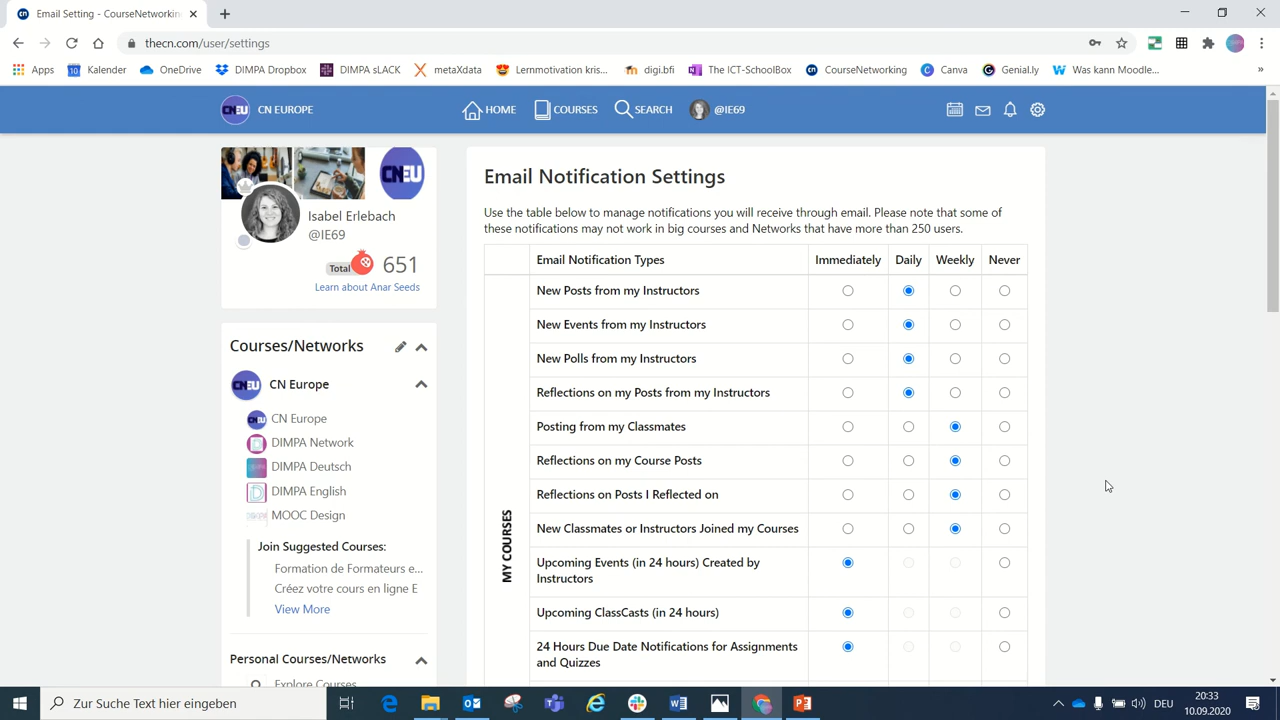 Email Setting - CourseNetworkin
thecn.com/user/settings
Apps
Kalender
OneDrive
DIMPA Dropbox
DIMPA sLACK
metaXdata
Lernmotivation kris...
digi.bfi
The ICT-SchoolBox
CourseNetworking
Canva
Genial.ly
Was kann Moodle...
»
CNEU
CN EUROPE
HOME
COURSES
SEARCH
@IE69
CNEU
Isabel Erlebach
@IE69
Total
651
Learn about Anar Seeds
Courses/Networks
CNEU
CN Europe
CN Europe
DIMPA Network
DIMPA Deutsch
DIMPA English
MOOC Design
Join Suggested Courses:
Formation de Formateurs e...
Créez votre cours en ligne E
View More
Personal Courses/Networks
Explore Courses
Email Notification Settings
Use the table below to manage notifications you will receive through email. Please note that some of
these notifications may not work in big courses and Networks that have more than 250 users.
Email Notification Types Immediately Daily Weekly Never
MY COURSES
New Posts from my Instructors
New Events from my Instructors
New Polls from my Instructors
Reflections on my Posts from my Instructors
Posting from my Classmates
Reflections on my Course Posts
Reflections on Posts I Reflected on
New Classmates or Instructors Joined my Courses
Upcoming Events (in 24 hours) Created by
Instructors
Upcoming ClassCasts (in 24 hours)
24 Hours Due Date Notifications for Assignments
and Quizzes
Zur Suche Text hier eingeben
DEU
20:33
10.09.2020